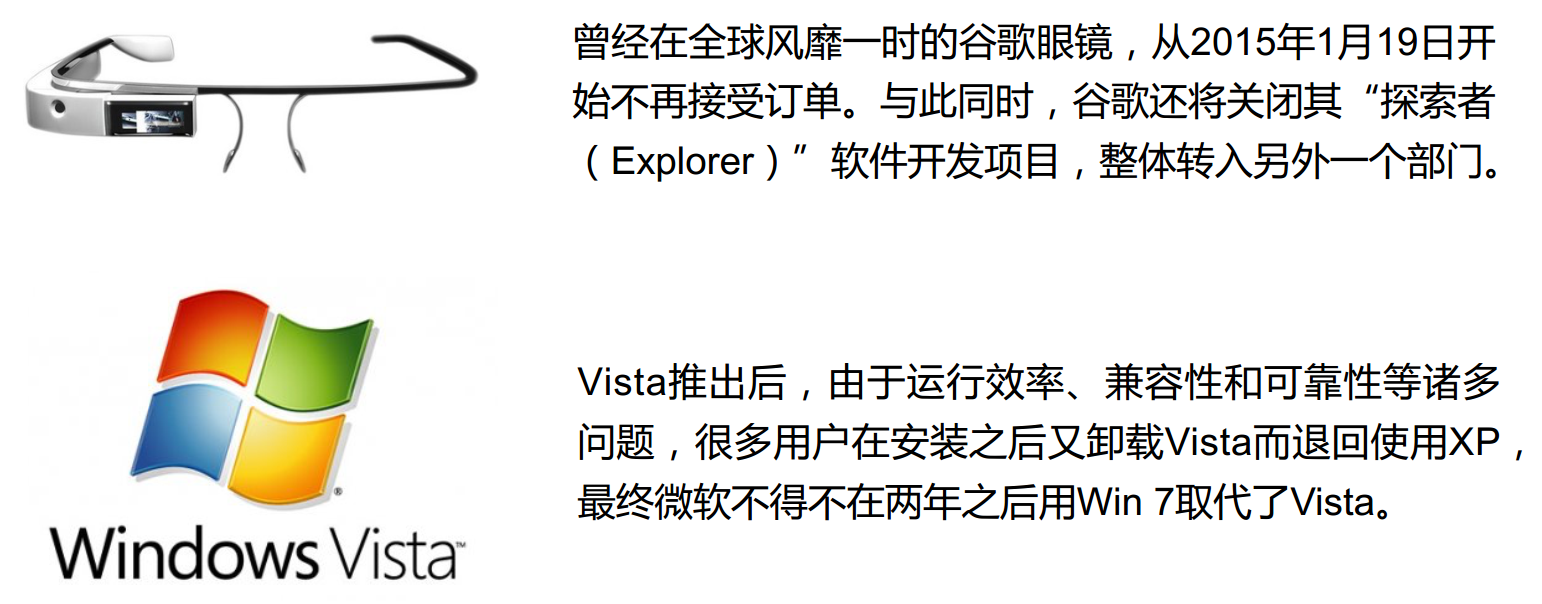 曾经在全球风靡一时的谷歌眼镜，从2015年1月19日开
始不再接受订单。与此同时，谷歌还将关闭其“探索者
（Explorer）”软件开发项目，整体转入另外一个部门。
Vista推出后，由于运行效率、兼容性和可靠性等诸多
问题，很多用户在安装之后又卸载Vista而退回使用XP，
最终微软不得不在两年之后用Win 7取代了Vista。
®
Windows Vista™